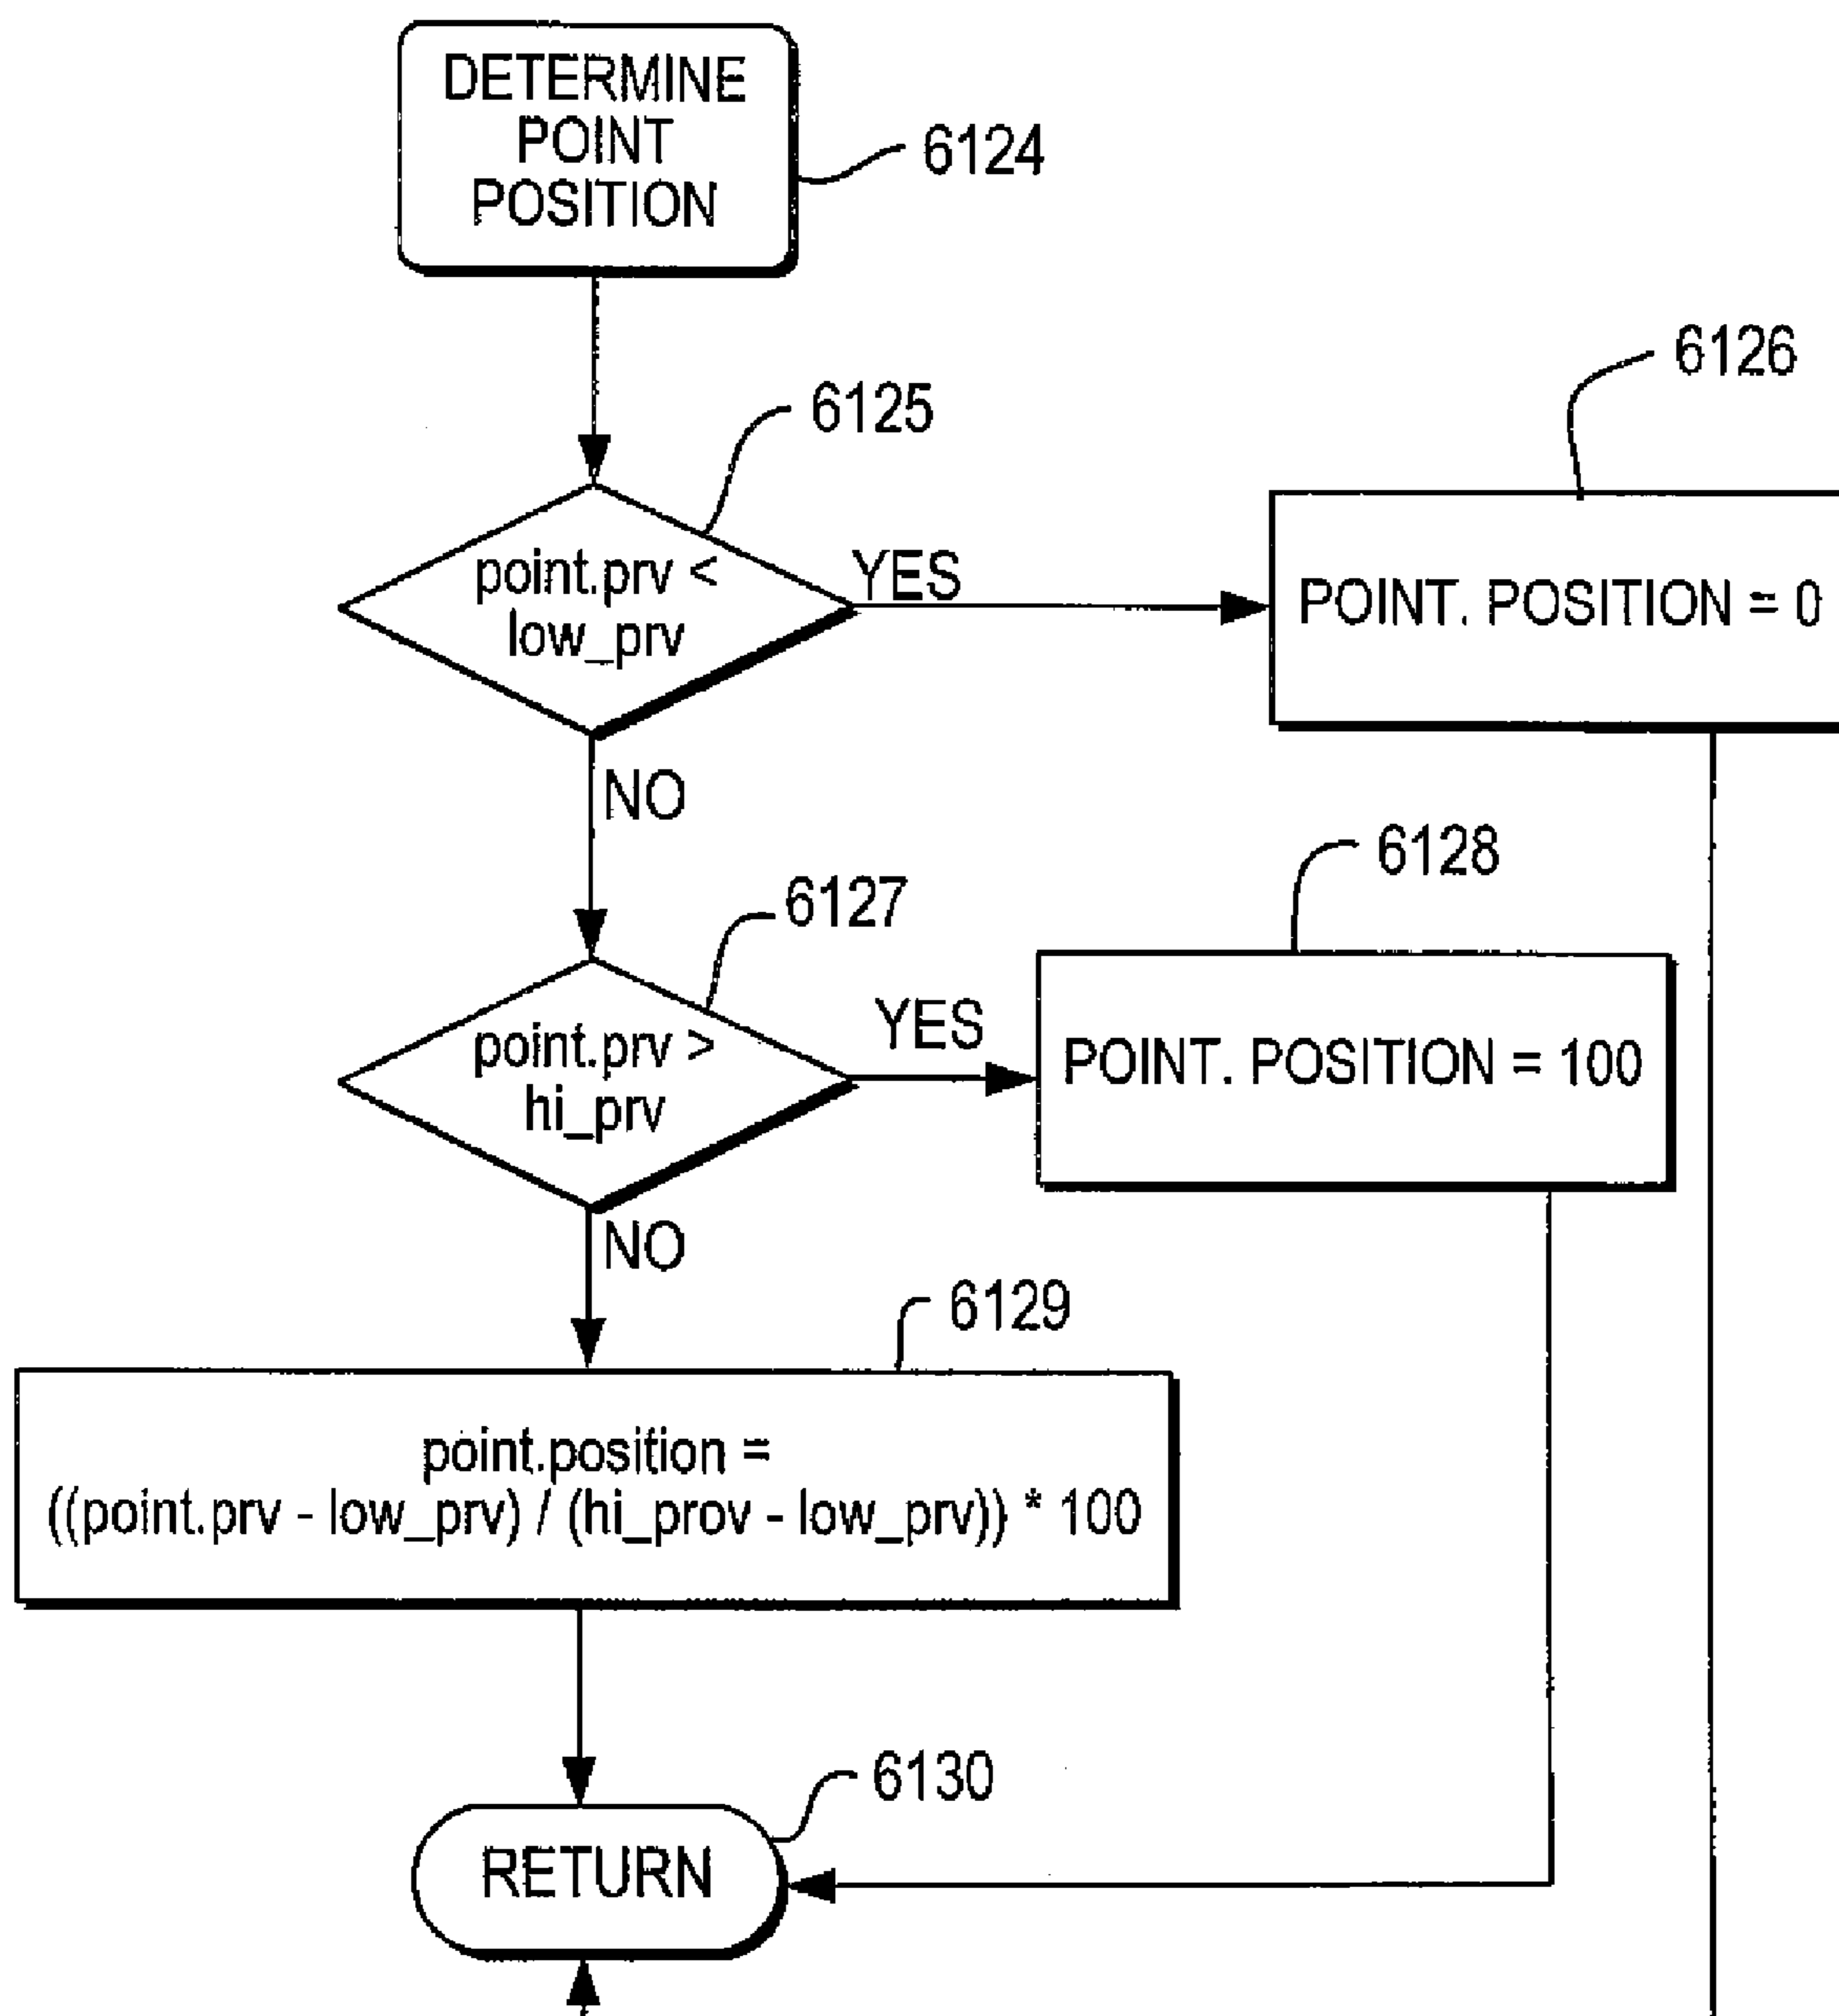 DETERMINE
POINT
POSITION
6124
6125
point.prv <
low_prv
YES
6126
POINT. POSITION = 0
NO
6127
point.prv >
hi_prv
YES
6128
POINT. POSITION = 100
NO
6129
point.position =
((point.prv - low_prv) / (hi_prov - low_prv)) * 100
6130
RETURN